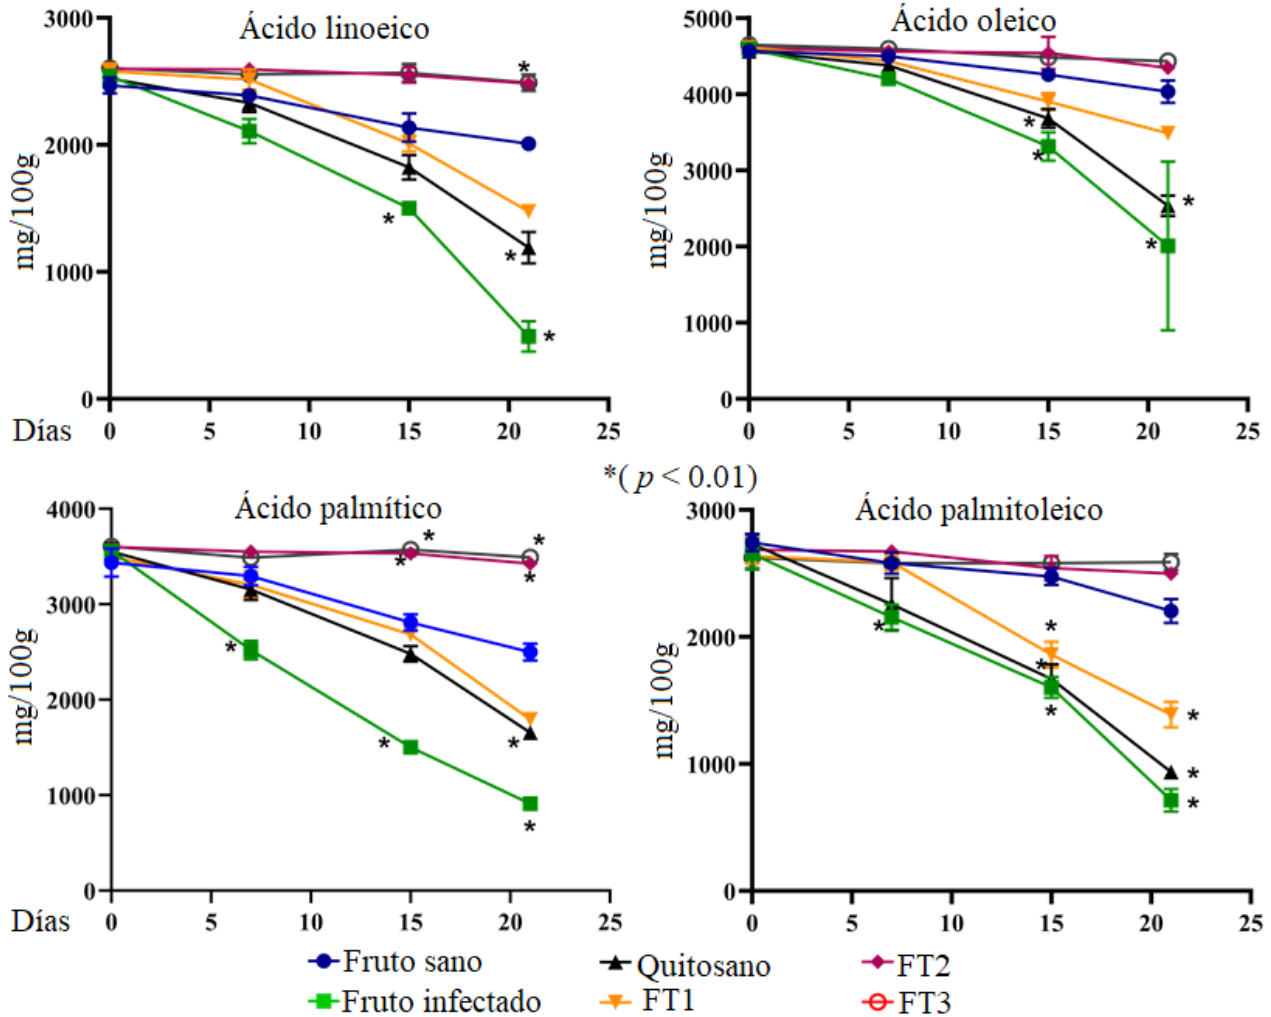 Ácido linoeico
3000
2000
1000
0
mg/100g
*
*
*
*
Días 0 5 10 15 20 25
Ácido oleico
5000
4000
3000
2000
1000
0
mg/100g
*
*
*
*
0 5 10 15 20 25
*( p < 0.01)
Ácido palmítico
4000
3000
2000
1000
0
mg/100g
*
*
*
*
*
*
*
*
Días 0 5 10 15 20 25
Ácido palmitoleico
3000
2000
1000
0
mg/100g
*
*
*
*
*
*
*
0 5 10 15 20 25
Fruto sano Quitosano FT2
Fruto infectado FT1 FT3